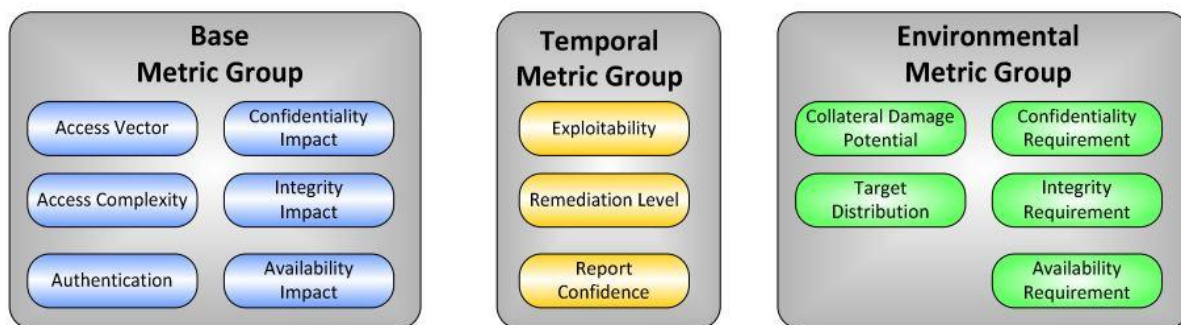 Base
Metric Group
Access Vector
Confidentiality
Impact
Access Complexity
Integrity
Impact
Authentication
Availability
Impact
Temporal
Metric Group
Exploitability
Remediation Level
Report
Confidence
Environmental
Metric Group
Collateral Damage
Potential
Confidentiality
Requirement
Target
Distribution
Integrity
Requirement
Availability
Requirement